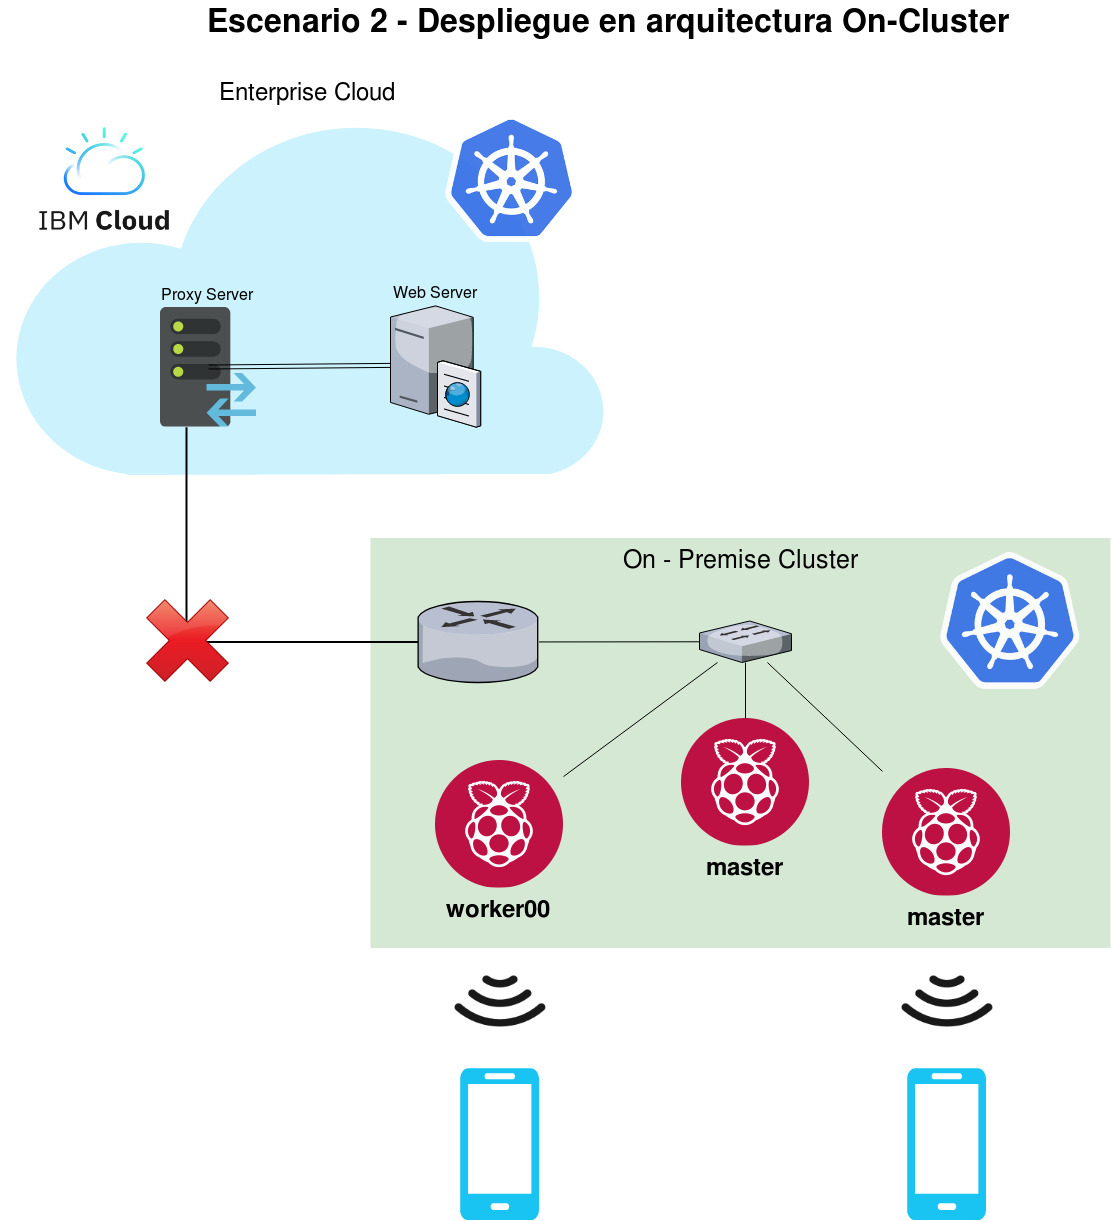 Escenario 2 - Despliegue en arquitectura On-Cluster
Enterprise Cloud
IBM Cloud
Proxy Server
Web Server
On - Premise Cluster
master
worker00
master